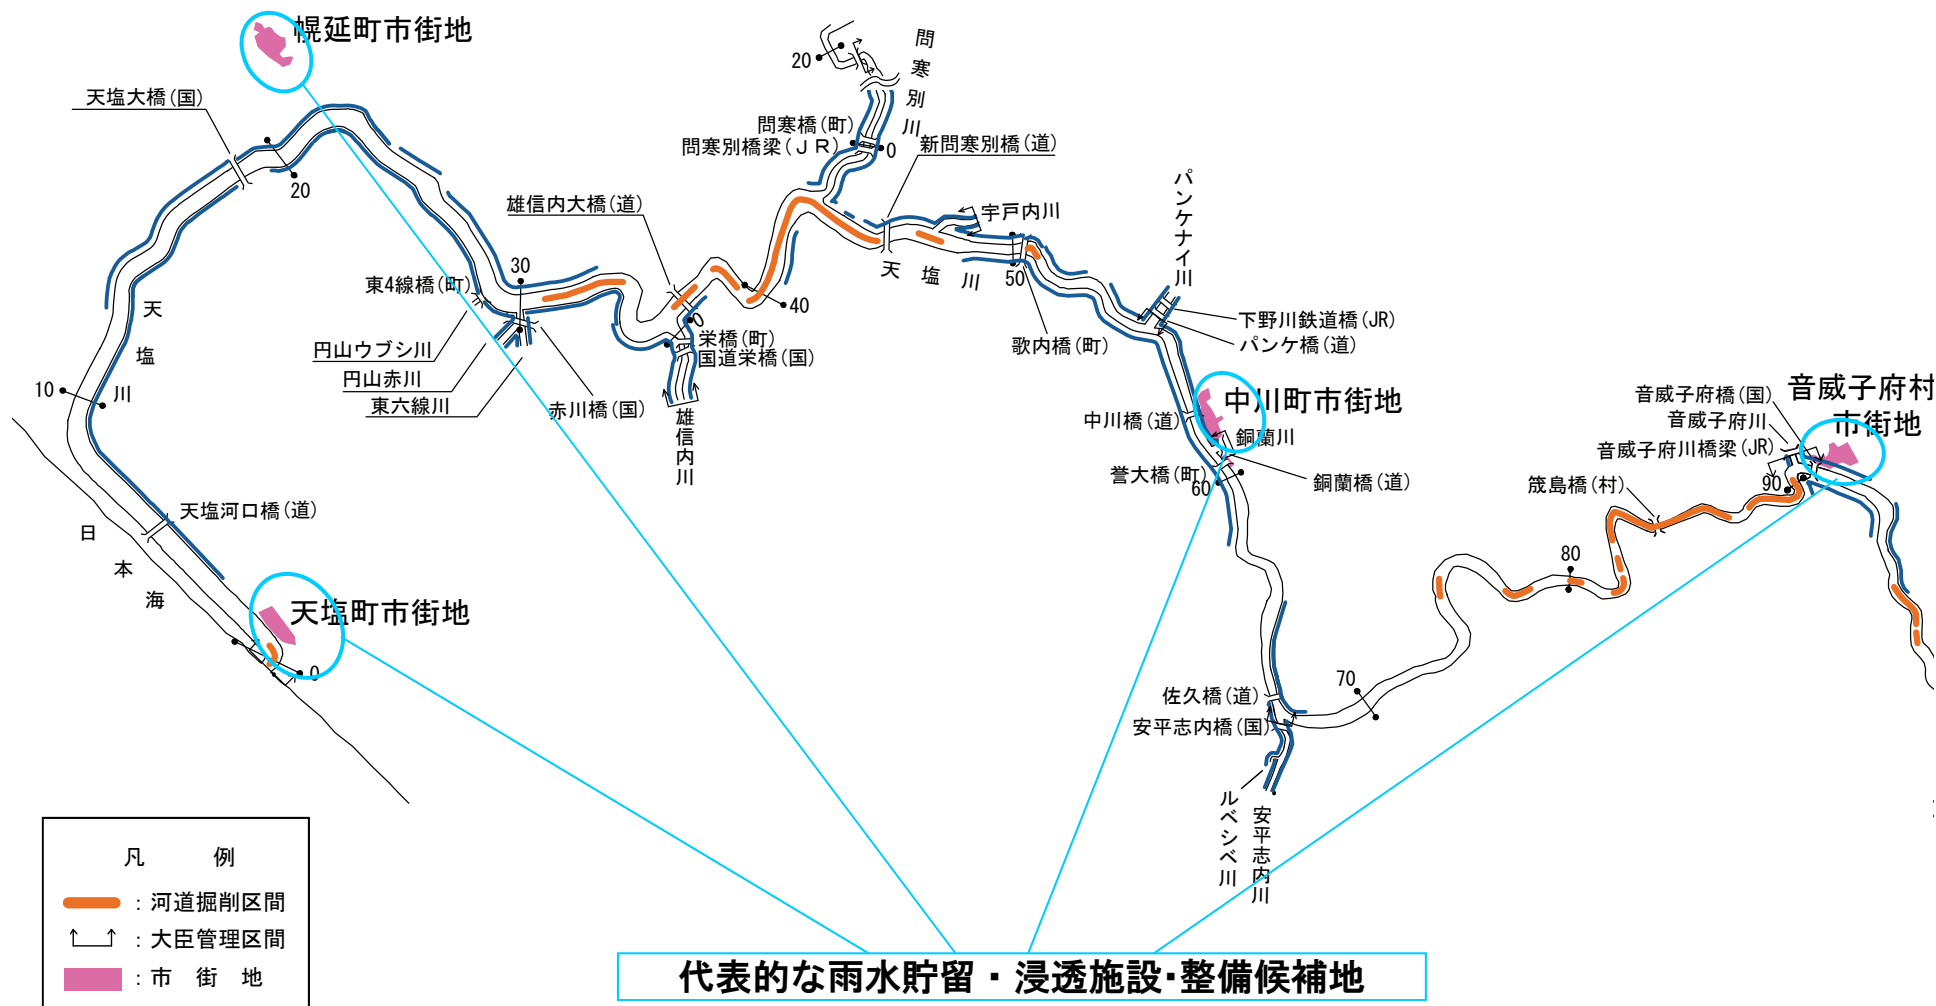 幌延町市街地
天塩大橋(国)
20
問寒別川
20
問寒橋(町)
問寒別橋梁(JR)
0
新問寒別橋(道)
雄信内大橋(道)
宇戸内川
パンケナイ川
天塩川
50
30
東4線橋(町)
40
0
天塩川
下野川鉄道橋(JR)
パンケ橋(道)
歌内橋(町)
栄橋(町)
国道栄橋(国)
円山ウブシ川
円山赤川
東六線川
赤川橋(国)
雄信内川
10
中川町市街地
中川橋(道)
銅蘭川
誉大橋(町)
60
銅蘭橋(道)
音威子府村
市街地
音威子府橋(国)
音威子府川
音威子府川橋梁(JR)
90
筬島橋(村)
80
天塩河口橋(道)
日本海
天塩町市街地
0
70
佐久橋(道)
安平志内橋(国)
ルベシベ川
安平志内川
凡 例
:河道掘削区間
:大臣管理区間
:市 街 地
代表的な雨水貯留・浸透施設・整備候補地